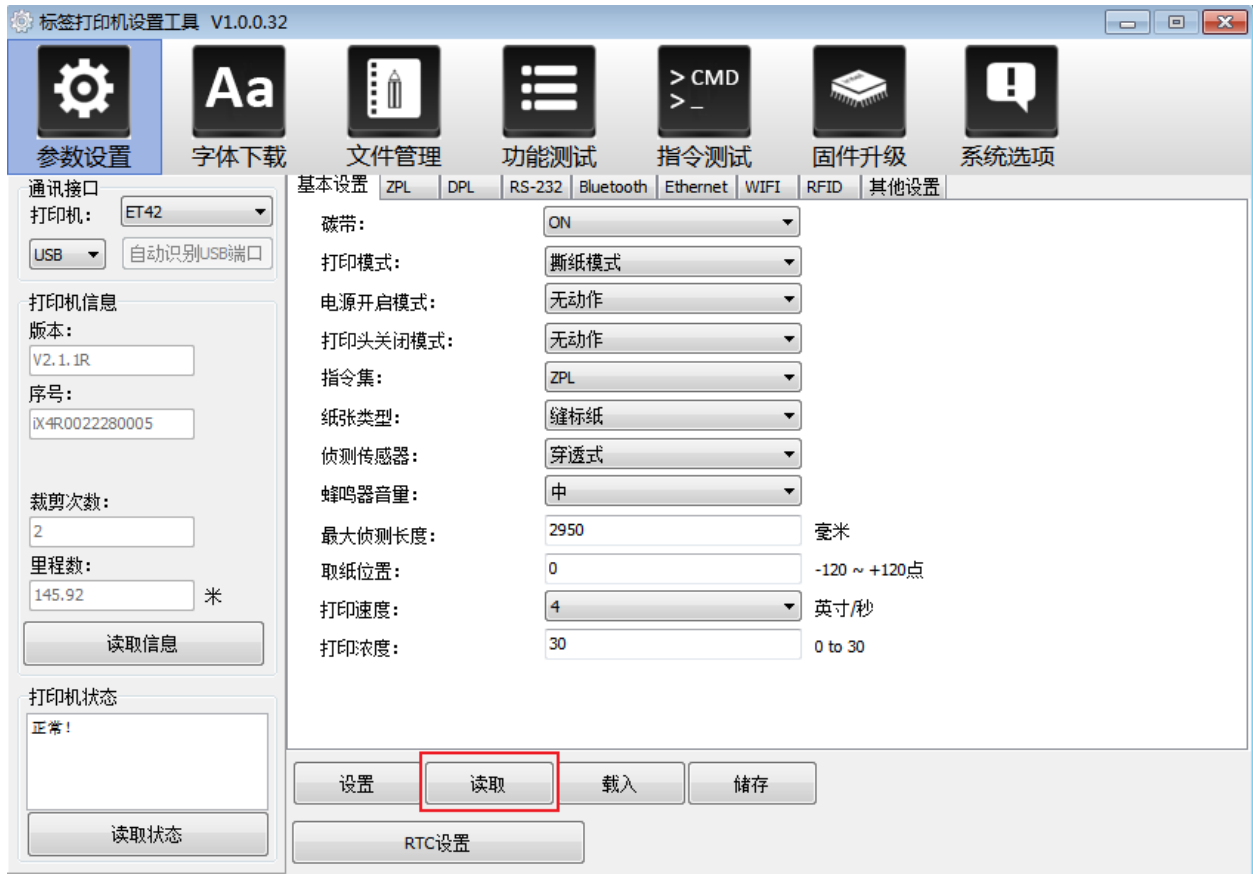 标签打印机设置工具 V1.0.0.32
Aa
> CMD
> _
参数设置 字体下载 文件管理 功能测试 指令测试 固件升级 系统选项
通讯接口
打印机: ET42
USB 自动识别USB端口
打印机信息
版本:
V2.1.1R
序号:
iX4R0022280005
裁剪次数:
2
里程数:
145.92 米
读取信息
打印机状态
正常!
读取状态
基本设置 ZPL DPL RS-232 Bluetooth Ethernet WIFI RFID 其他设置
碳带: ON
打印模式: 撕纸模式
电源开启模式: 无动作
打印头关闭模式: 无动作
指令集: ZPL
纸张类型: 缝标纸
侦测传感器: 穿透式
蜂鸣器音量: 中
最大侦测长度: 2950 毫米
取纸位置: 0 -120 ~ +120点
打印速度: 4 英寸/秒
打印浓度: 30 0 to 30
设置 读取 载入 储存
RTC设置